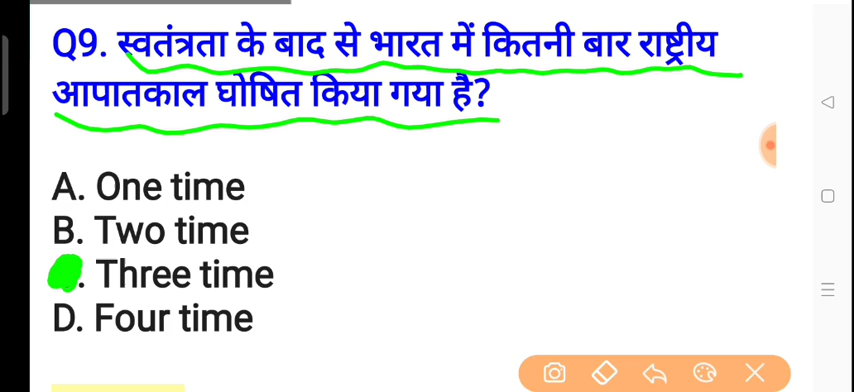 Q9. स्वतंत्रता के बाद से भारत में कितनी बार राष्ट्रीय
आपातकाल घोषित किया गया है?
A. One time
B. Two time
. Three time
D. Four time